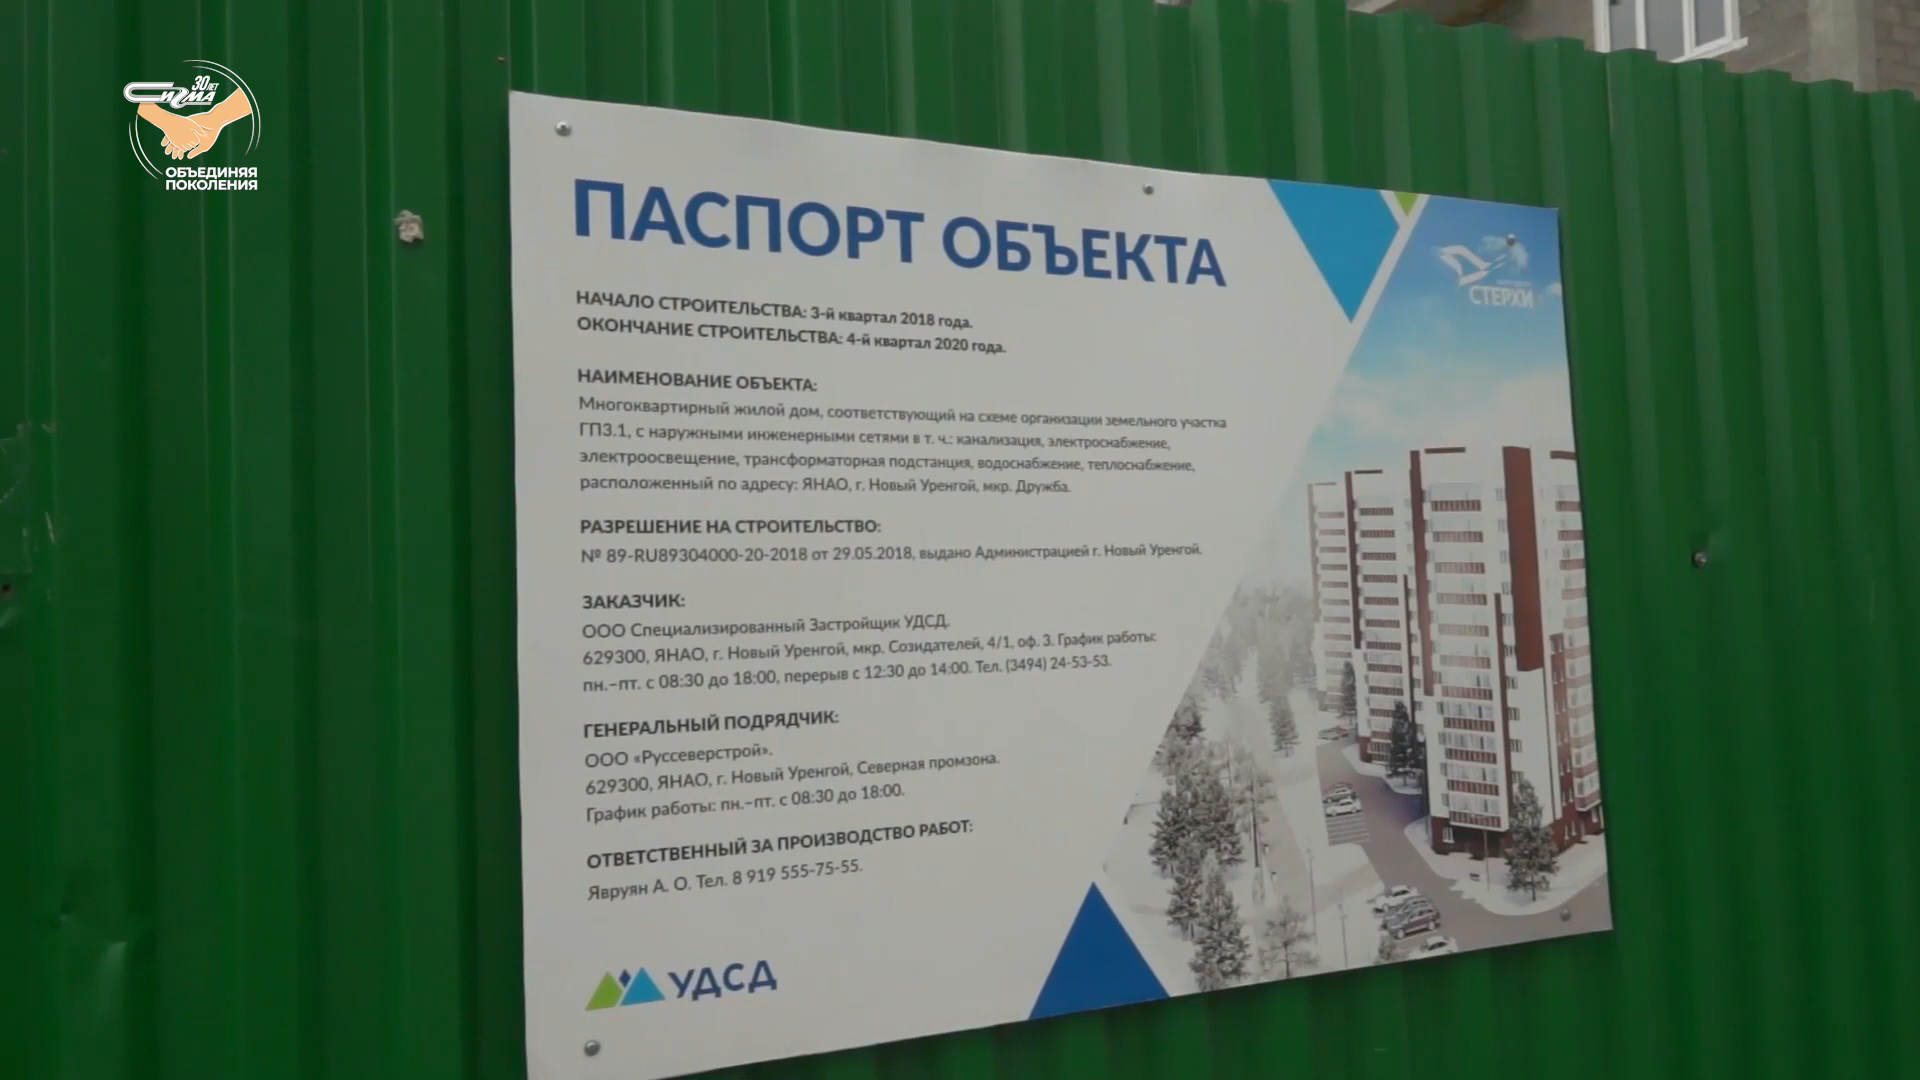 СИГМА 30 ЛЕТ
ОБЪЕДИНЯЯ
ПОКОЛЕНИЯ
ПАСПОРТ ОБЪЕКТА
НАЧАЛО СТРОИТЕЛЬСТВА: 3-й квартал 2018 года.
ОКОНЧАНИЕ СТРОИТЕЛЬСТВА: 4-й квартал 2020 года.
НАИМЕНОВАНИЕ ОБЪЕКТА:
Многоквартирный жилой дом, соответствующий на схеме организации земельного участка
ГП3.1, с наружными инженерными сетями в т. ч.: канализация, электроснабжение,
электроосвещение, трансформаторная подстанция, водоснабжение, теплоснабжение,
расположенный по адресу: ЯНАО, г. Новый Уренгой, мкр. Дружба.
РАЗРЕШЕНИЕ НА СТРОИТЕЛЬСТВО:
№ 89-RU89304000-20-2018 от 29.05.2018, выдано Администрацией г. Новый Уренгой.
ЗАКАЗЧИК:
ООО Специализированный Застройщик УДСД.
629300, ЯНАО, г. Новый Уренгой, мкр. Созидателей, 4/1, оф. 3. График работы:
пн.–пт. с 08:30 до 18:00, перерыв с 12:30 до 14:00. Тел. (3494) 24-53-53.
ГЕНЕРАЛЬНЫЙ ПОДРЯДЧИК:
ООО «Руссеверстрой».
629300, ЯНАО, г. Новый Уренгой, Северная промзона.
График работы: пн.–пт. с 08:30 до 18:00.
ОТВЕТСТВЕННЫЙ ЗА ПРОИЗВОДСТВО РАБОТ:
Явруян А. О. Тел. 8 919 555-75-55.
УДСД
СТЕРХИ